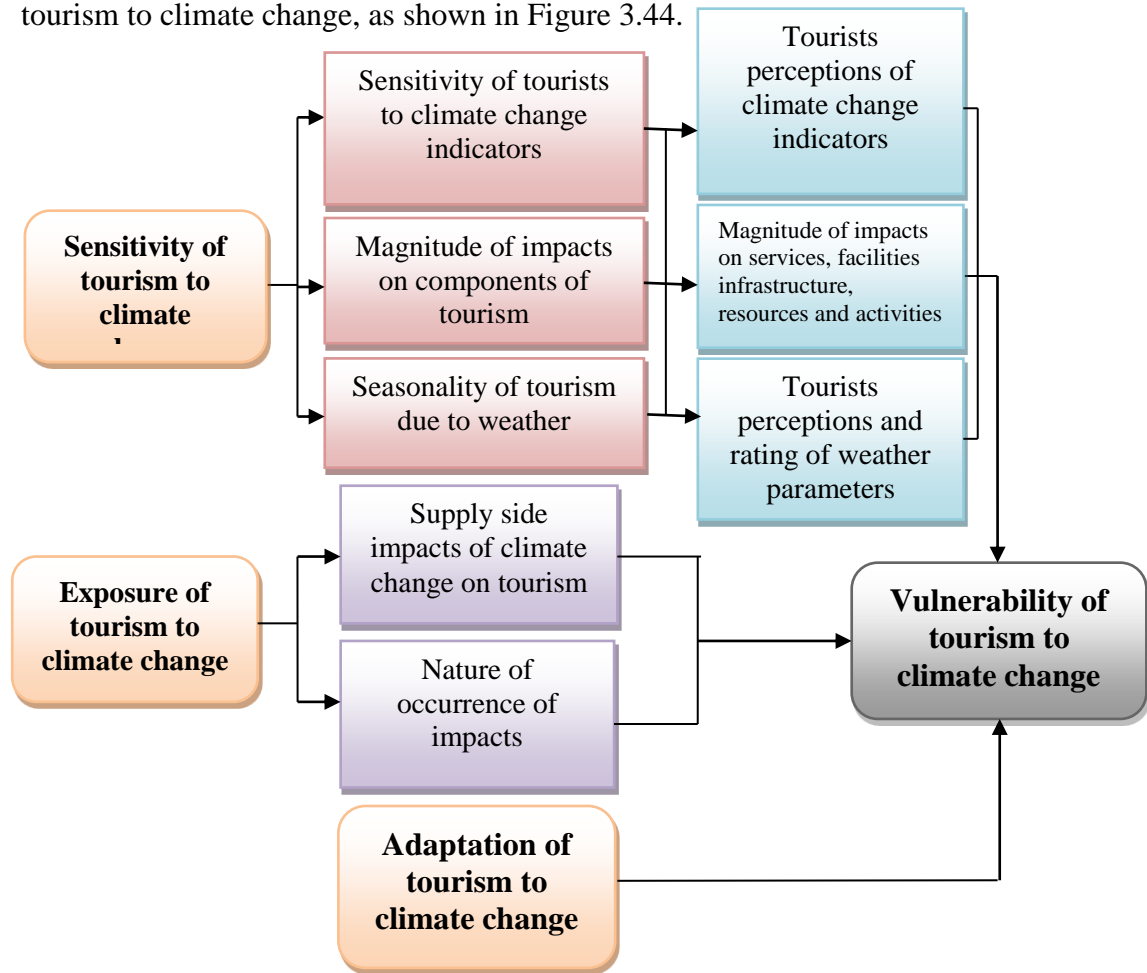 tourism to climate change, as shown in Figure 3.44.
Sensitivity of
tourism to
climate
Sensitivity of tourists
to climate change
indicators
Magnitude of impacts
on components of
tourism
Seasonality of tourism
due to weather
Tourists
perceptions of
climate change
indicators
Magnitude of impacts
on services, facilities
infrastructure,
resources and activities
Tourists
perceptions and
rating of weather
parameters
Exposure of
tourism to
climate change
Supply side
impacts of climate
change on tourism
Nature of
occurrence of
impacts
Vulnerability of
tourism to
climate change
Adaptation of
tourism to
climate change